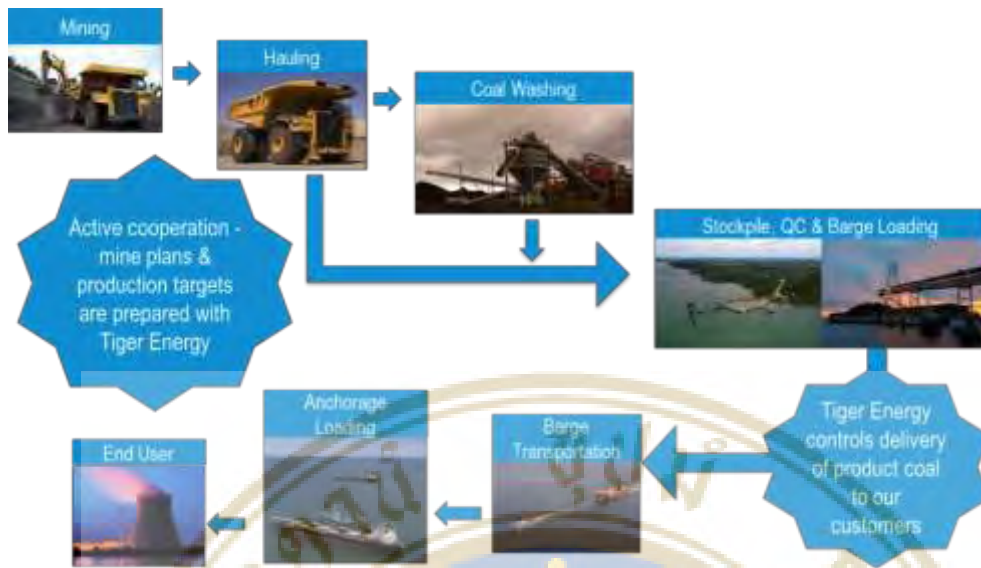 Mining
Hauling
Coal Washing
Stockpile, QC & Barge Loading
Active cooperation -
mine plans &
production targets
are prepared with
Tiger Energy
Tiger Energy
controls delivery
of product coal
to our
customers
Barge
Transportation
Anchorage
Loading
End User